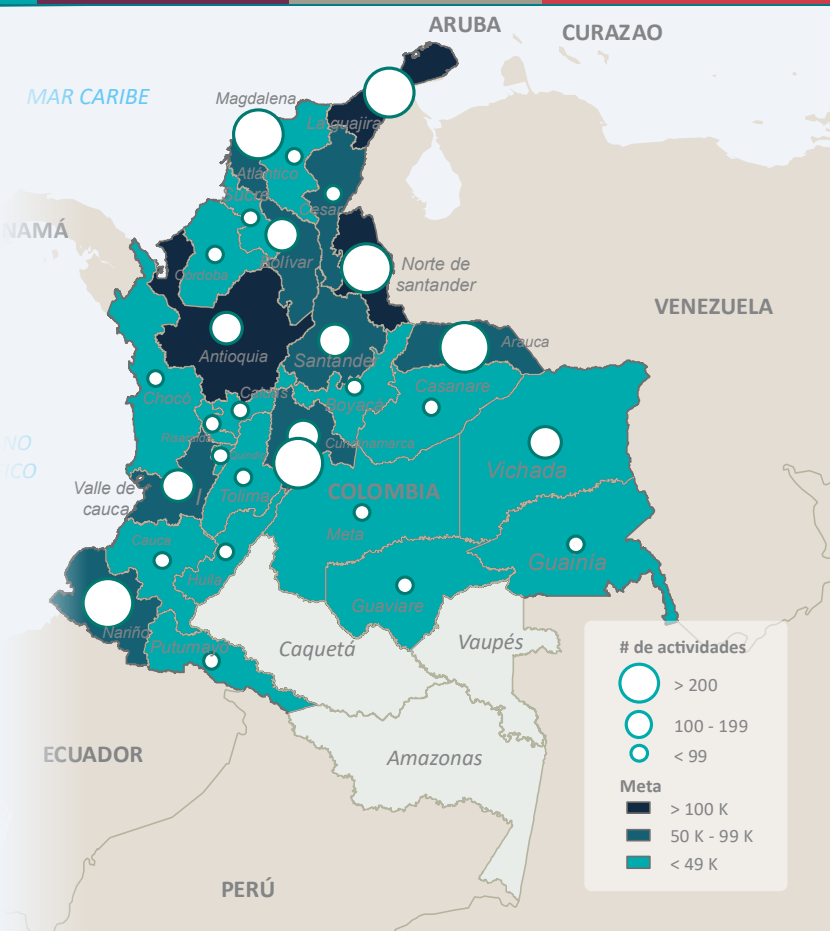 ARUBA
CURAZAO
MAR CARIBE
Magdalena
La guajira
Atlántico
Sucre
Cesar
NAMÁ
Bolívar
Córdoba
Norte de
santander
VENEZUELA
Antioquia
Santander
Arauca
Casanare
Chocó
Caldas
Boyacá
Risaralda
Cundinamarca
NO
ICO
Quindío
Vichada
Valle de
cauca
Tolima
COLOMBIA
Meta
Cauca
Guainía
Huila
Guaviare
Nariño
Putumayo
Caquetá
Vaupés
# de actividades
> 200
100 - 199
< 99
ECUADOR
Amazonas
Meta
> 100 K
50 K - 99 K
< 49 K
PERÚ